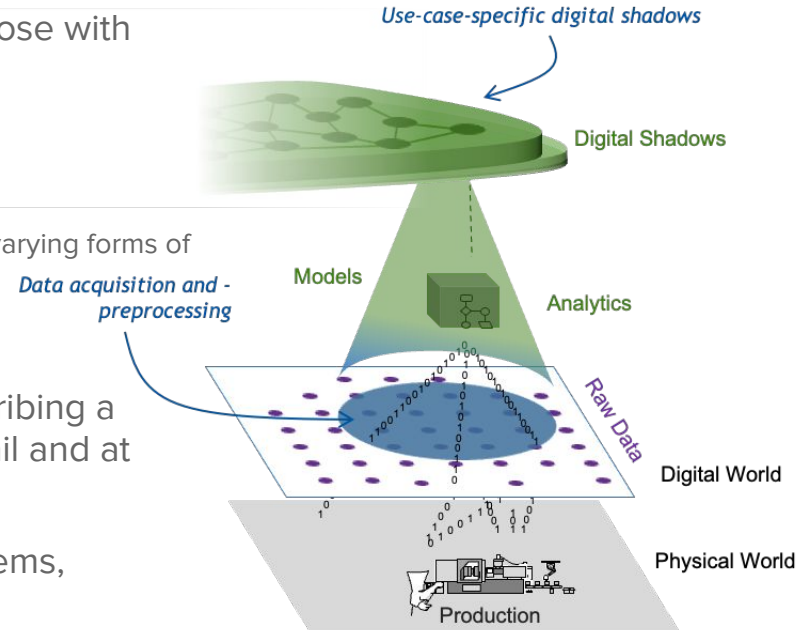 ose with
Use-case-specific digital shadows
Digital Shadows
varying forms of
Data acquisition and -
preprocessing
Models
Analytics
Raw Data
ribing a
il and at
Digital World
ems,
Physical World
Production